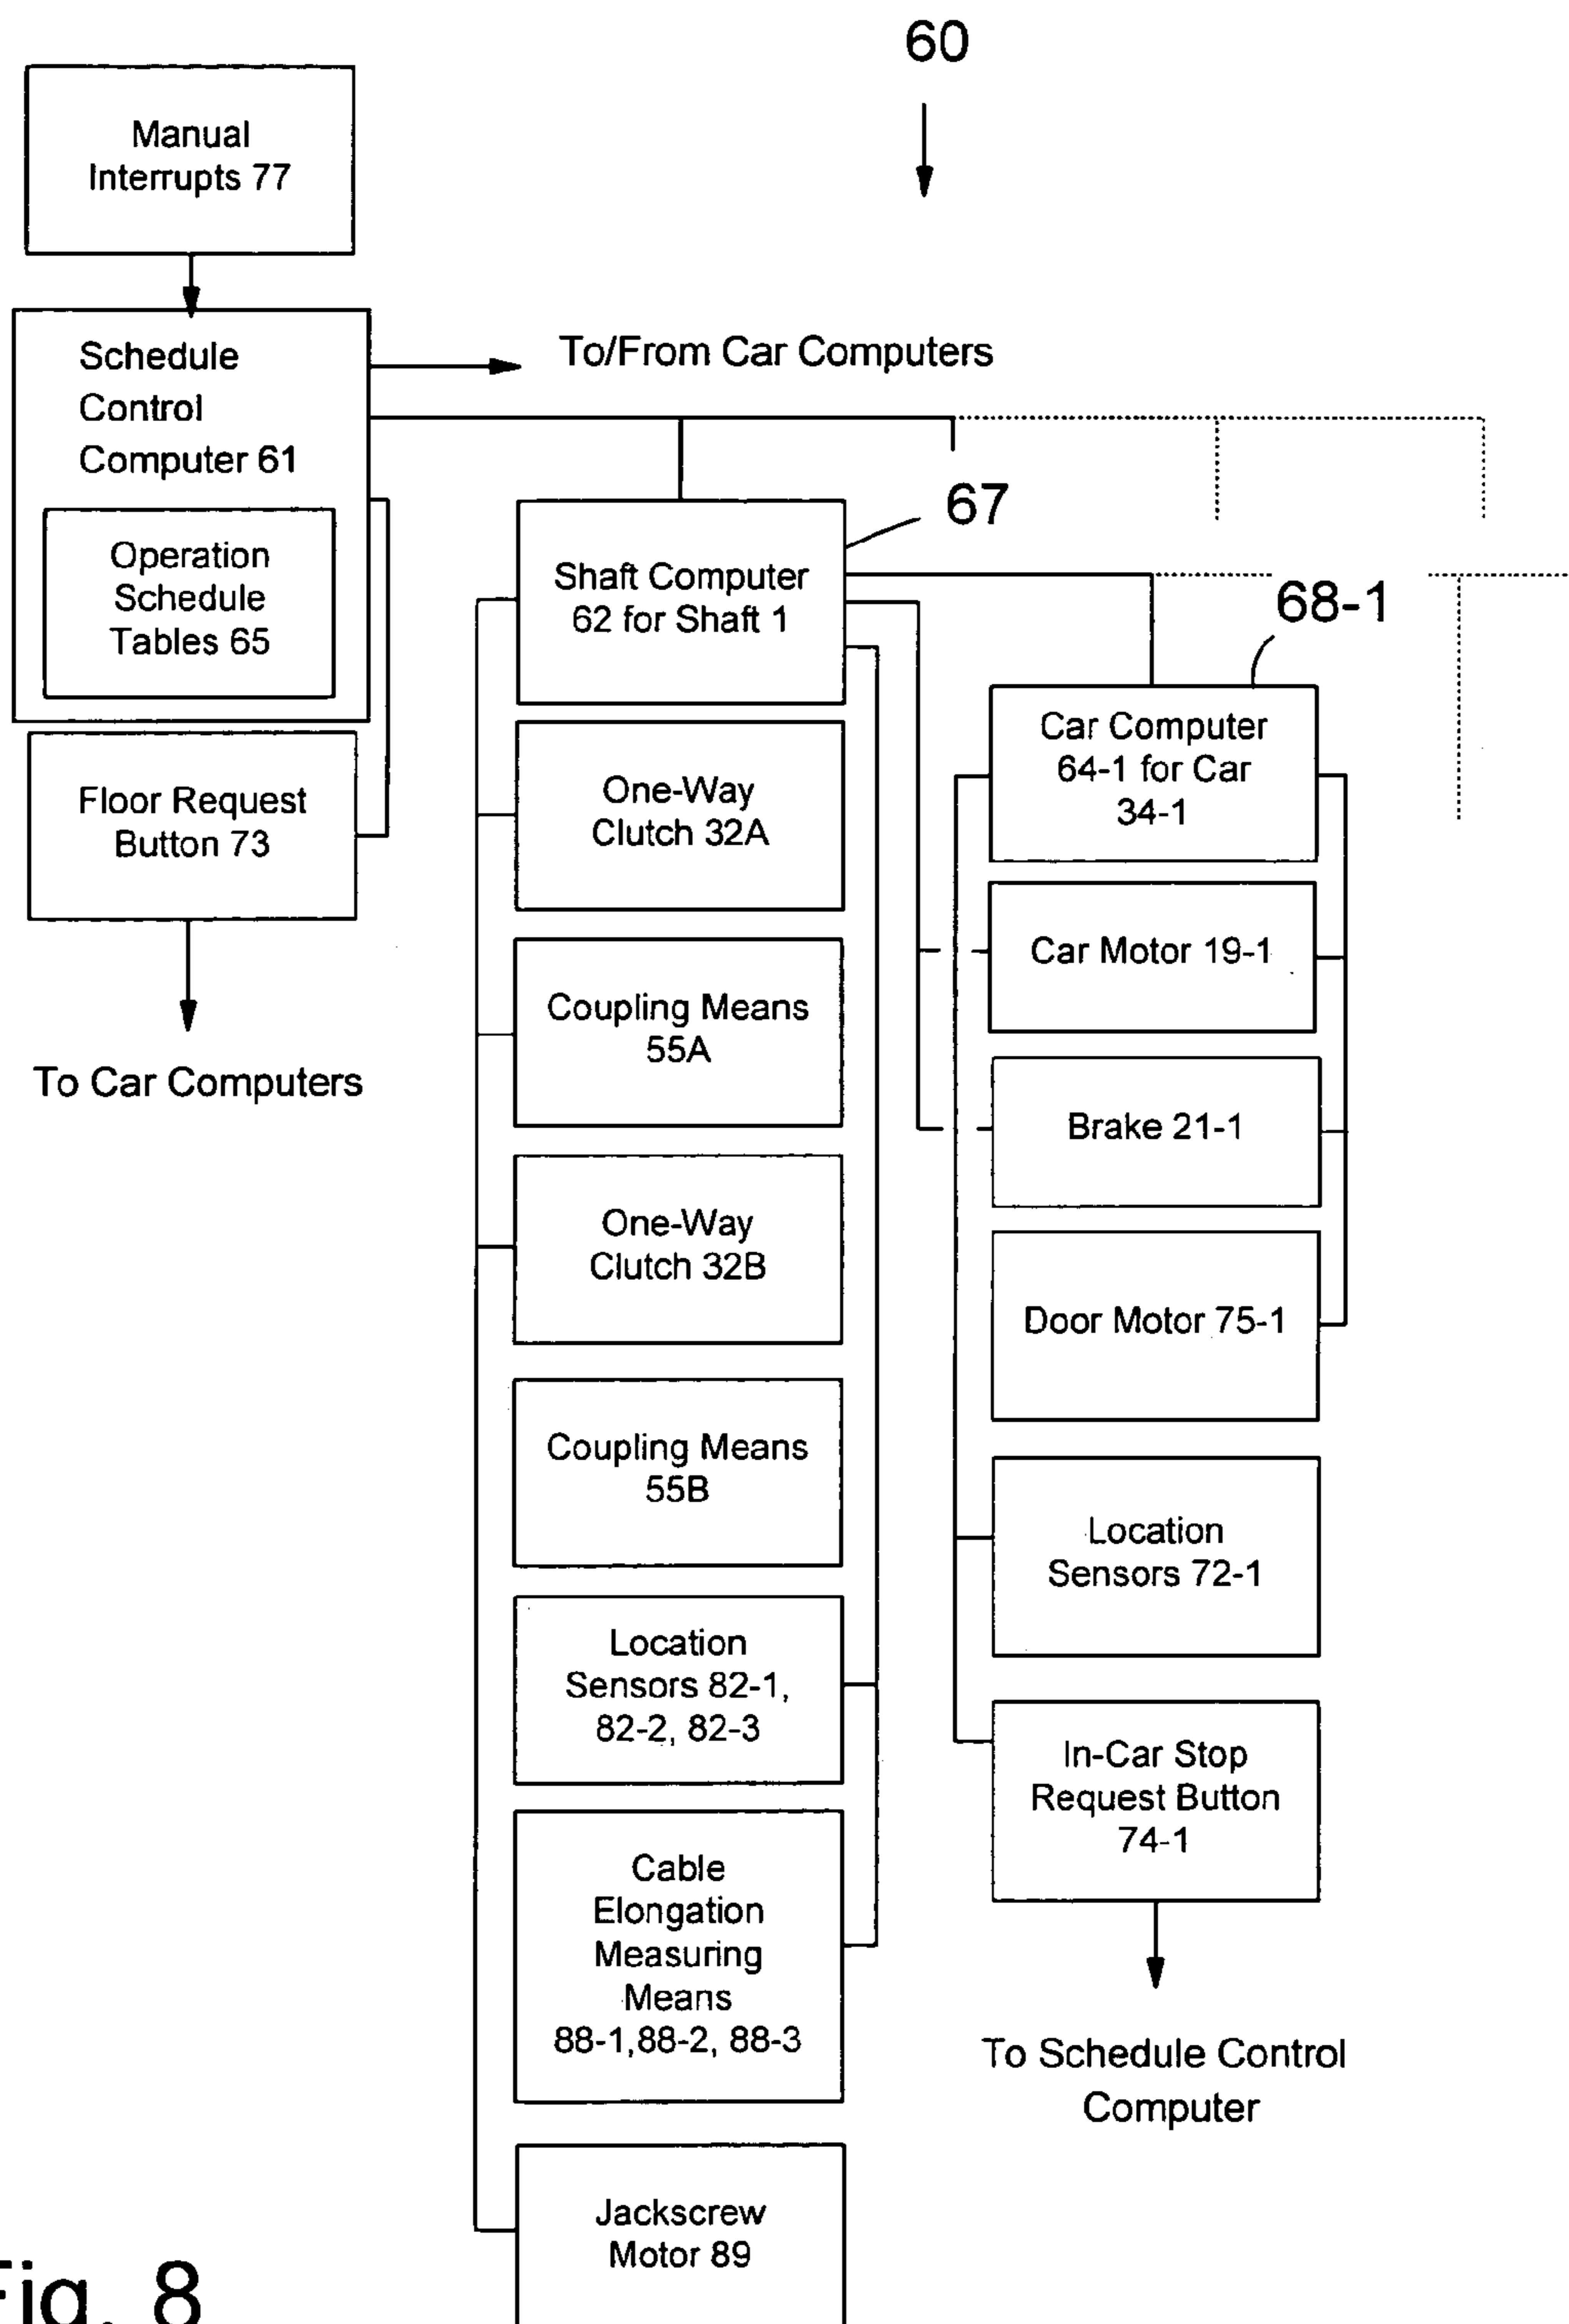 60
Manual
Interrupts 77
Schedule
Control
Computer 61
Operation
Schedule
Tables 65
To/From Car Computers
Floor Request
Button 73
To Car Computers
67
Shaft Computer
62 for Shaft 1
One-Way
Clutch 32A
Coupling Means
55A
One-Way
Clutch 32B
Coupling Means
55B
Location
Sensors 82-1,
82-2, 82-3
Cable
Elongation
Measuring
Means
88-1,88-2, 88-3
Jackscrew
Motor 89
68-1
Car Computer
64-1 for Car
34-1
Car Motor 19-1
Brake 21-1
Door Motor 75-1
Location
Sensors 72-1
In-Car Stop
Request Button
74-1
To Schedule Control
Computer
Fig. 8